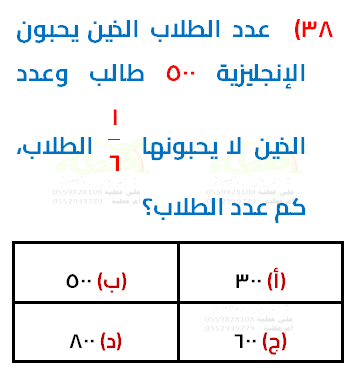 ٣٨) عدد الطلاب الذين يحبون
الإنجليزية ٥٠٠ طالب وعدد
الذين لا يحبونها ١/٦ الطلاب،
كم عدد الطلاب؟
(أ) ٣٠٠
(ب) ٥٠٠
(ج) ٦٠٠
(د) ٨٠٠